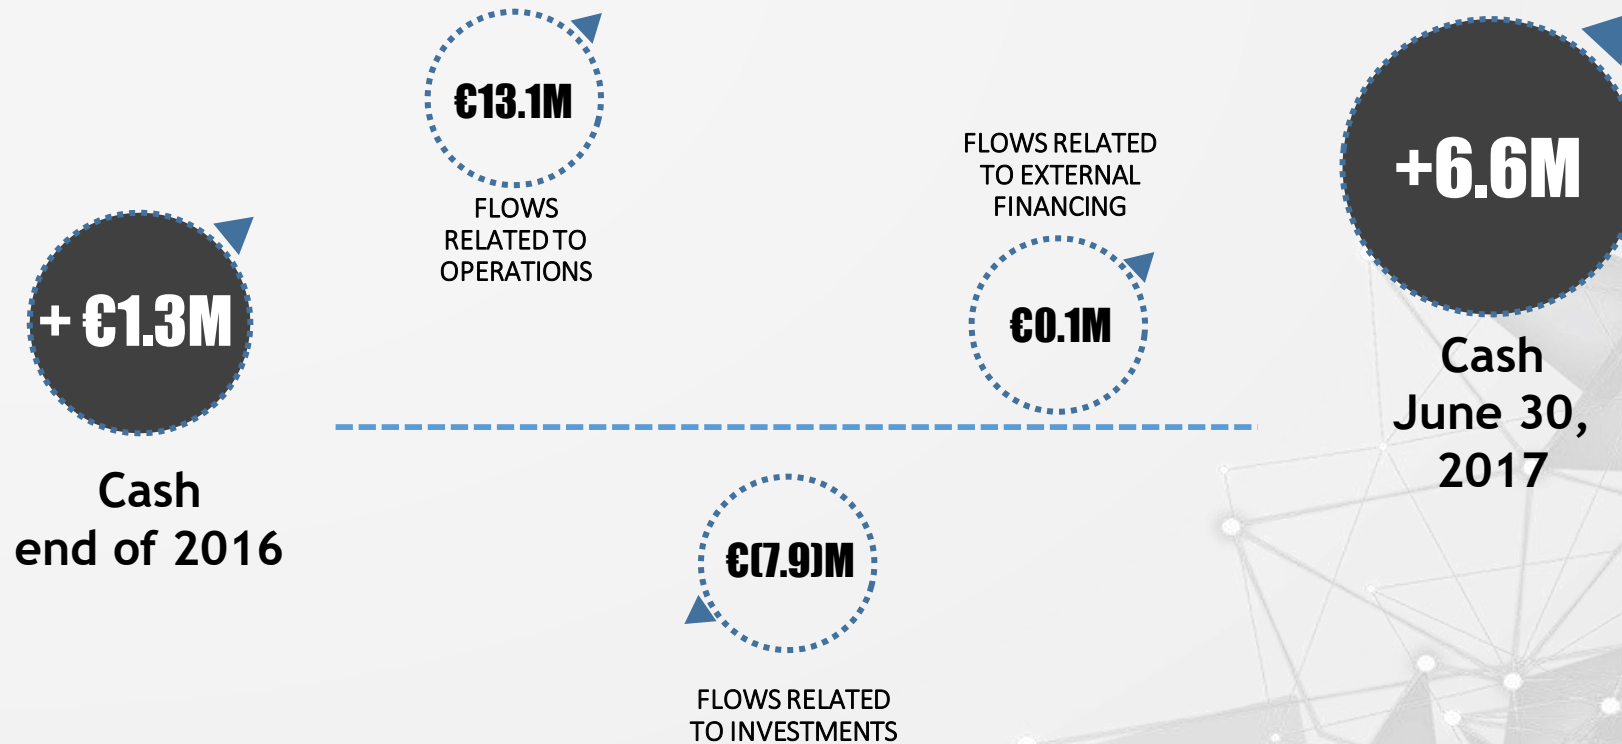 + €1.3M
Cash
end of 2016
€13.1M
FLOWS
RELATED TO
OPERATIONS
€(7.9)M
FLOWS RELATED
TO INVESTMENTS
FLOWS RELATED
TO EXTERNAL
FINANCING
€0.1M
+6.6M
Cash
June 30,
2017